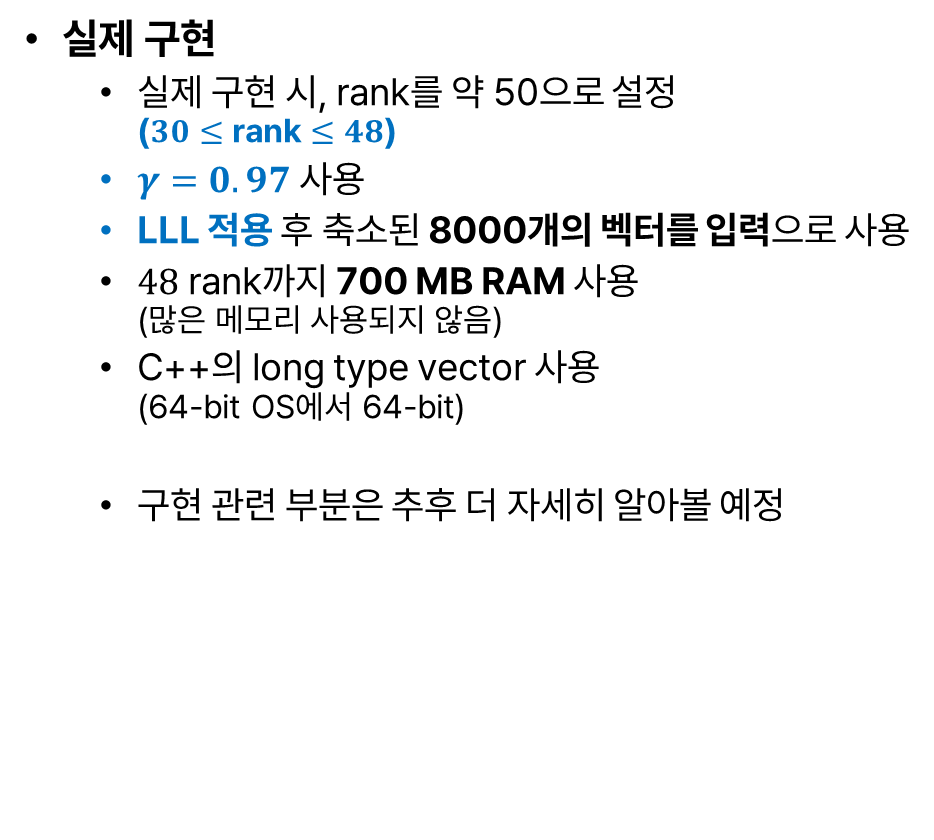 • 실제 구현
• 실제 구현 시, rank를 약 50으로 설정
(30 ≤ rank ≤ 48)
• γ = 0.97 사용
• LLL 적용 후 축소된 8000개의 벡터를 입력으로 사용
• 48 rank까지 700 MB RAM 사용
(많은 메모리 사용되지 않음)
• C++의 long type vector 사용
(64-bit OS에서 64-bit)
• 구현 관련 부분은 추후 더 자세히 알아볼 예정